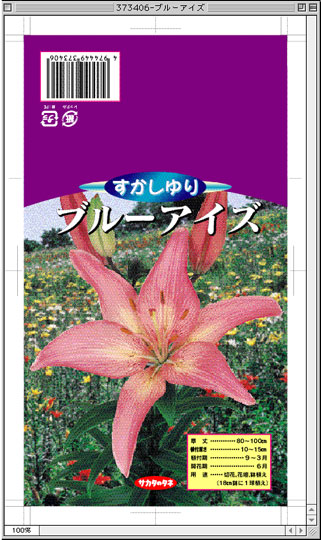 373406-ブルーアイズ
4 974449 373406
すかしゆり
ブルーアイズ
草丈…………80〜100cm
植付深さ…………10〜15cm
植付期…………9〜3月
開花期…………6月
用途……切花、花壇、鉢植え
(18cm鉢に1球植え)
サカタのタネ
100%